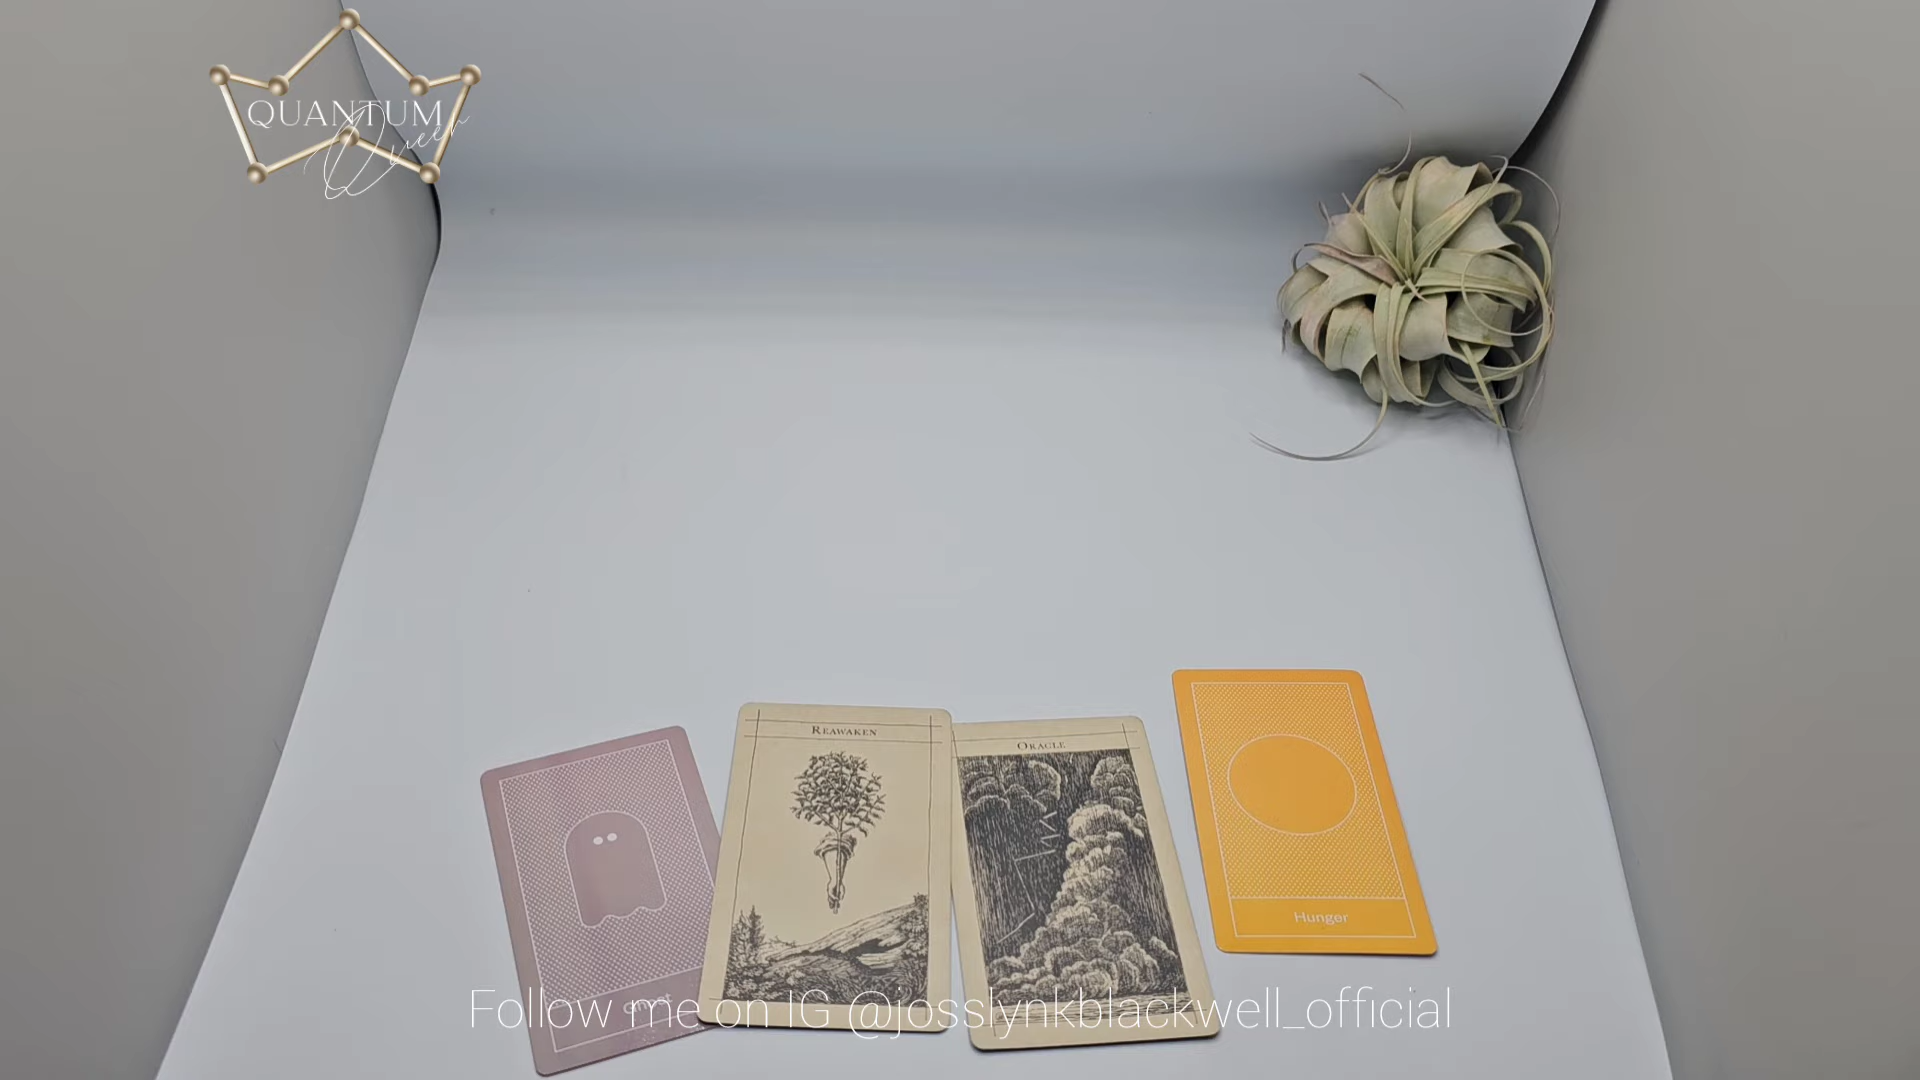 QUANTUM
Queen
REAWAKEN
ORACLE
Hunger
Follow me on IG @josslynkblackwell_official